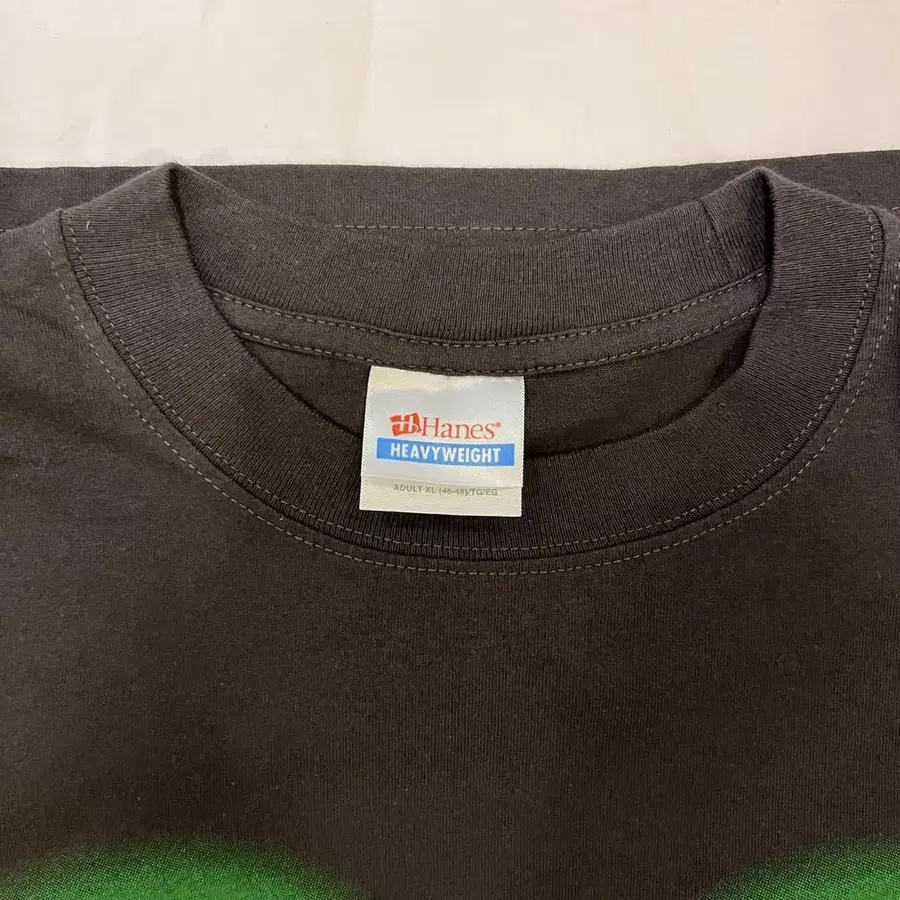 Hanes®
HEAVYWEIGHT
ADULT XL (46-48)/TG/EG